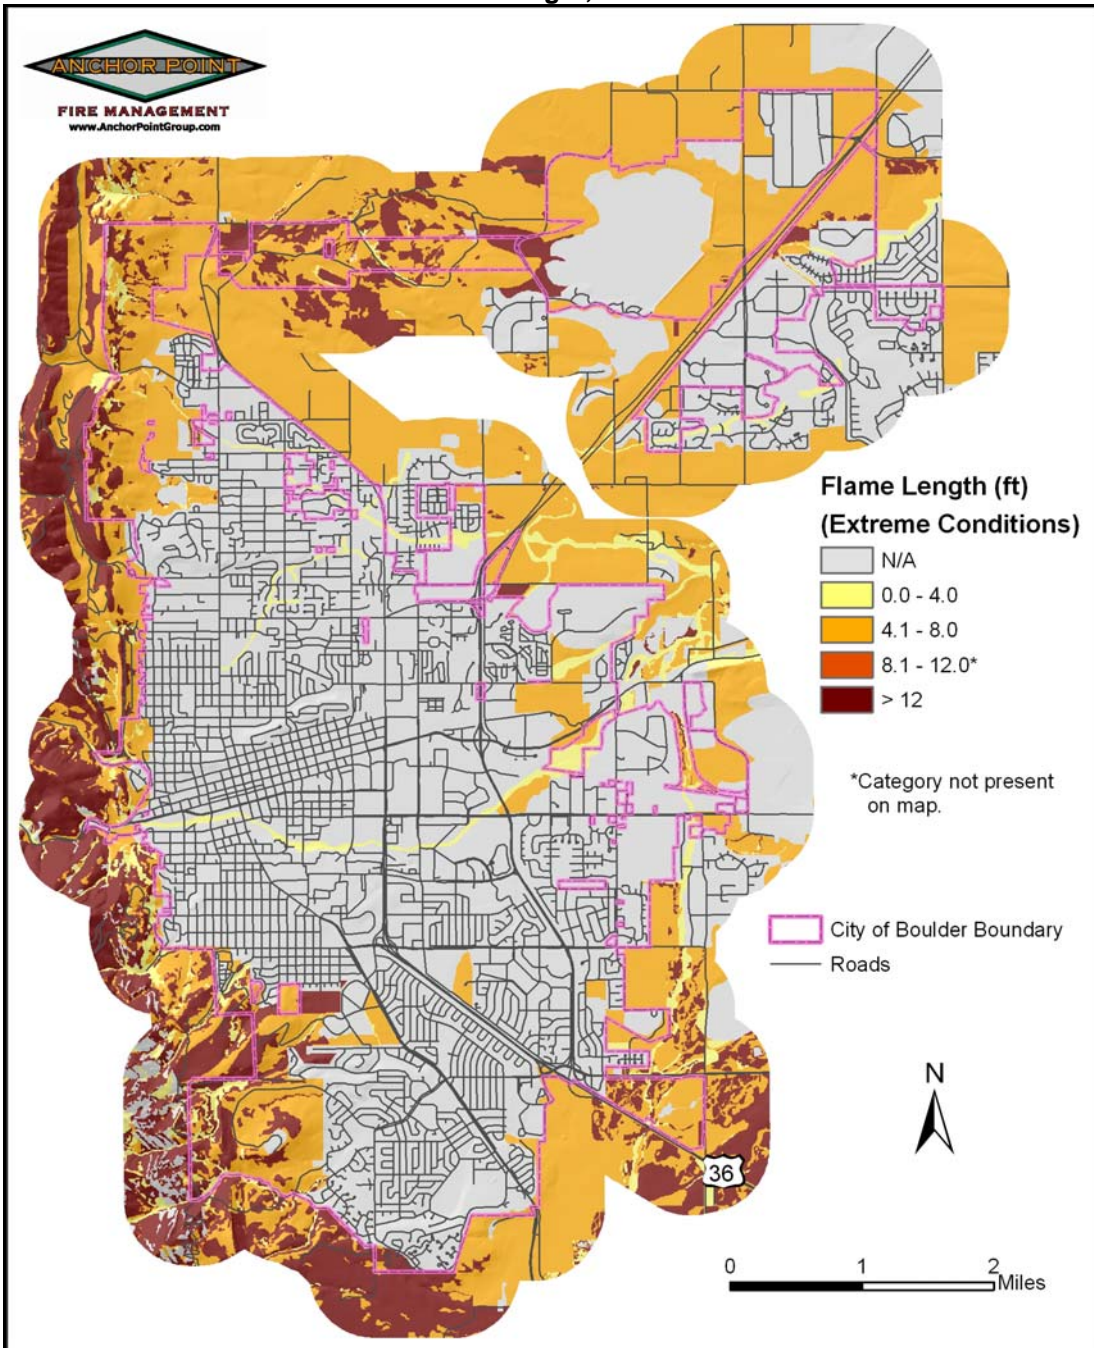 ANCHOR POINT
FIRE MANAGEMENT
www.AnchorPointGroup.com
Flame Length (ft)
(Extreme Conditions)
N/A
0.0 - 4.0
4.1 - 8.0
8.1 - 12.0*
> 12
*Category not present
on map.
City of Boulder Boundary
Roads
N
36
0 1 2
Miles